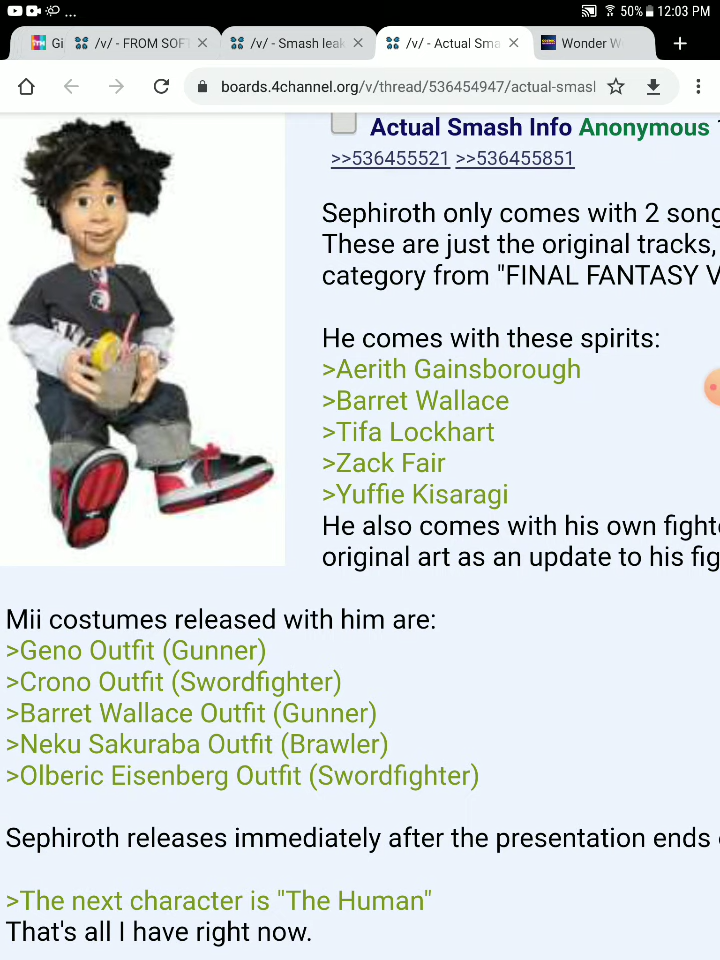 50% 12:03 PM
Gi
/v/ - FROM SOF
/v/ - Smash leak
/v/ - Actual Sma
Wonder W
boards.4channel.org/v/thread/536454947/actual-smasl
Actual Smash Info Anonymous
>>536455521 >>536455851
Sephiroth only comes with 2 song
These are just the original tracks,
category from "FINAL FANTASY V
He comes with these spirits:
>Aerith Gainsborough
>Barret Wallace
>Tifa Lockhart
>Zack Fair
>Yuffie Kisaragi
He also comes with his own fighte
original art as an update to his fig
Mii costumes released with him are:
>Geno Outfit (Gunner)
>Crono Outfit (Swordfighter)
>Barret Wallace Outfit (Gunner)
>Neku Sakuraba Outfit (Brawler)
>Olberic Eisenberg Outfit (Swordfighter)
Sephiroth releases immediately after the presentation ends
>The next character is "The Human"
That's all I have right now.